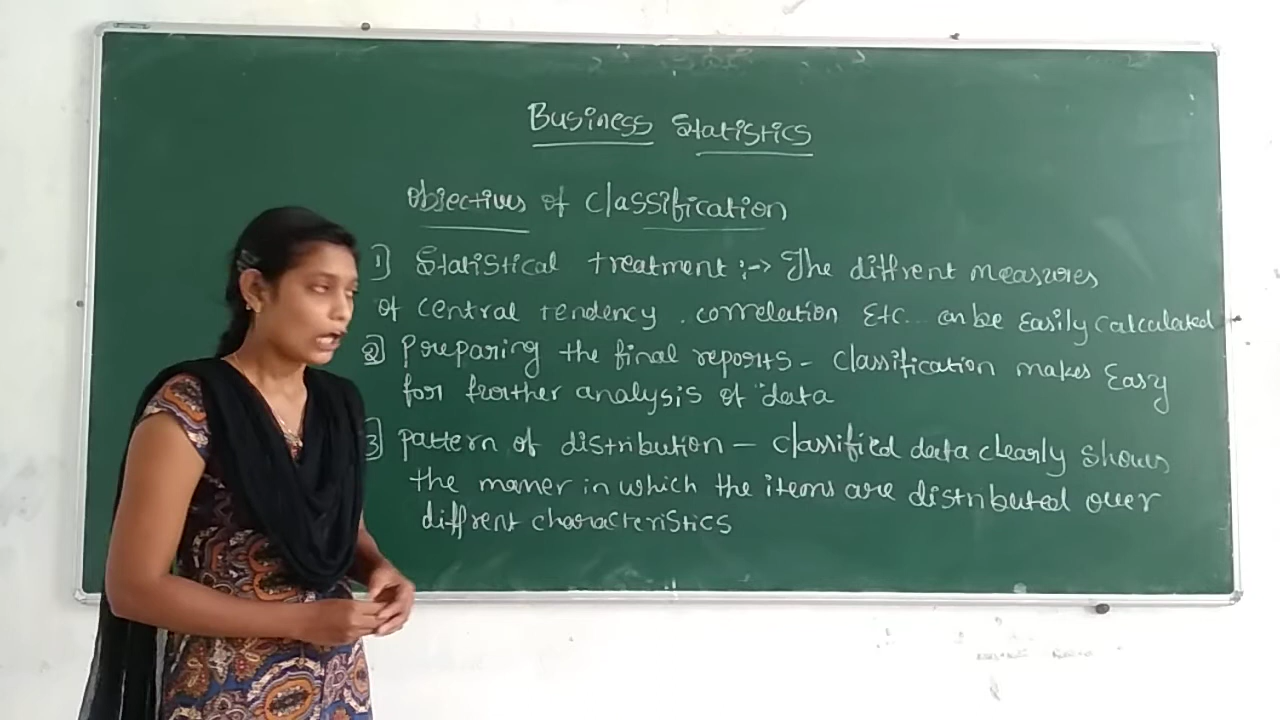 Business Statistics
Objectives of classification
1) Statistical treatment :-> The diffrent measures
of central tendency . correlation Etc.. can be Easily calculated
2) Preparing the final reports - classification makes Easy
for further analysis of data
3) pattern of distribution - classified data clearly shows
the manner in which the items are distributed over
diffrent characteristics